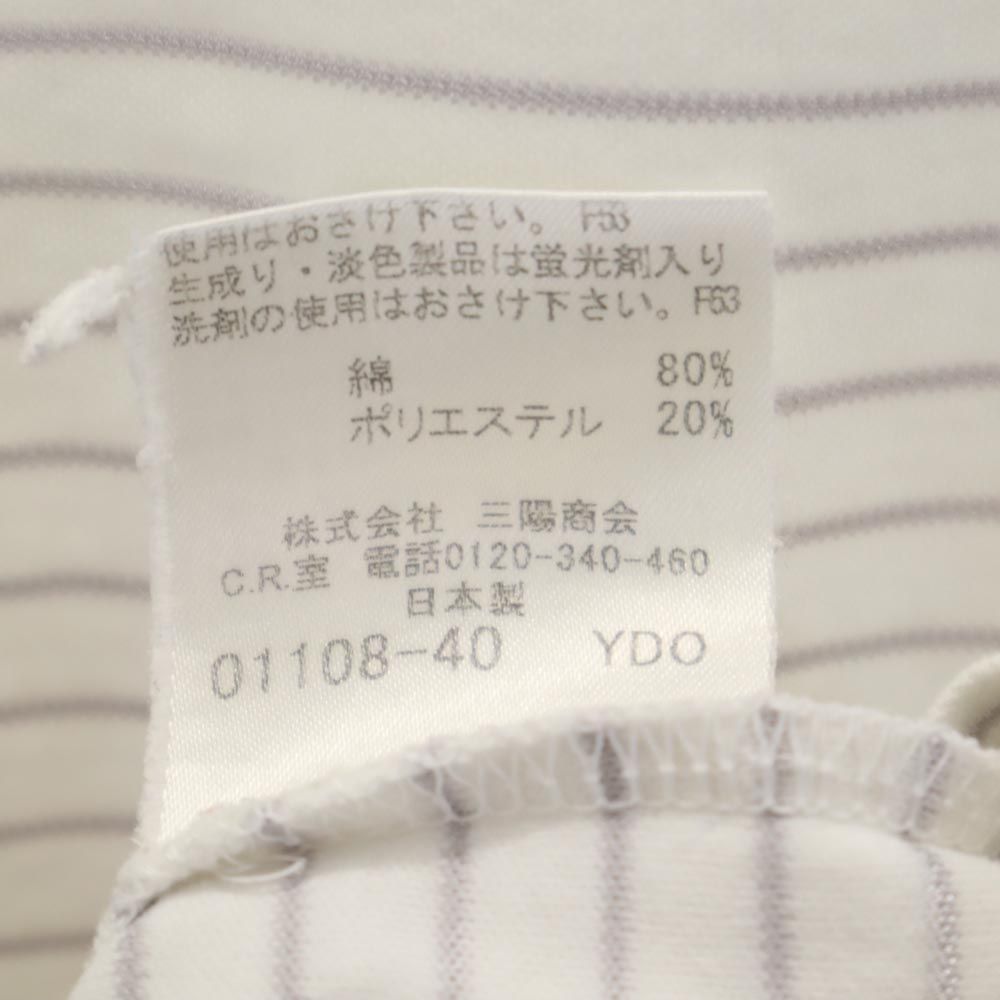 使用はおさけ下さい。 F53
生成り・淡色製品は蛍光剤入り
洗剤の使用はおさけ下さい。F63
綿 80%
ポリエステル 20%
株式会社 三陽商会
C.R.室 電話0120-340-460
日本製
01108-40 YDO